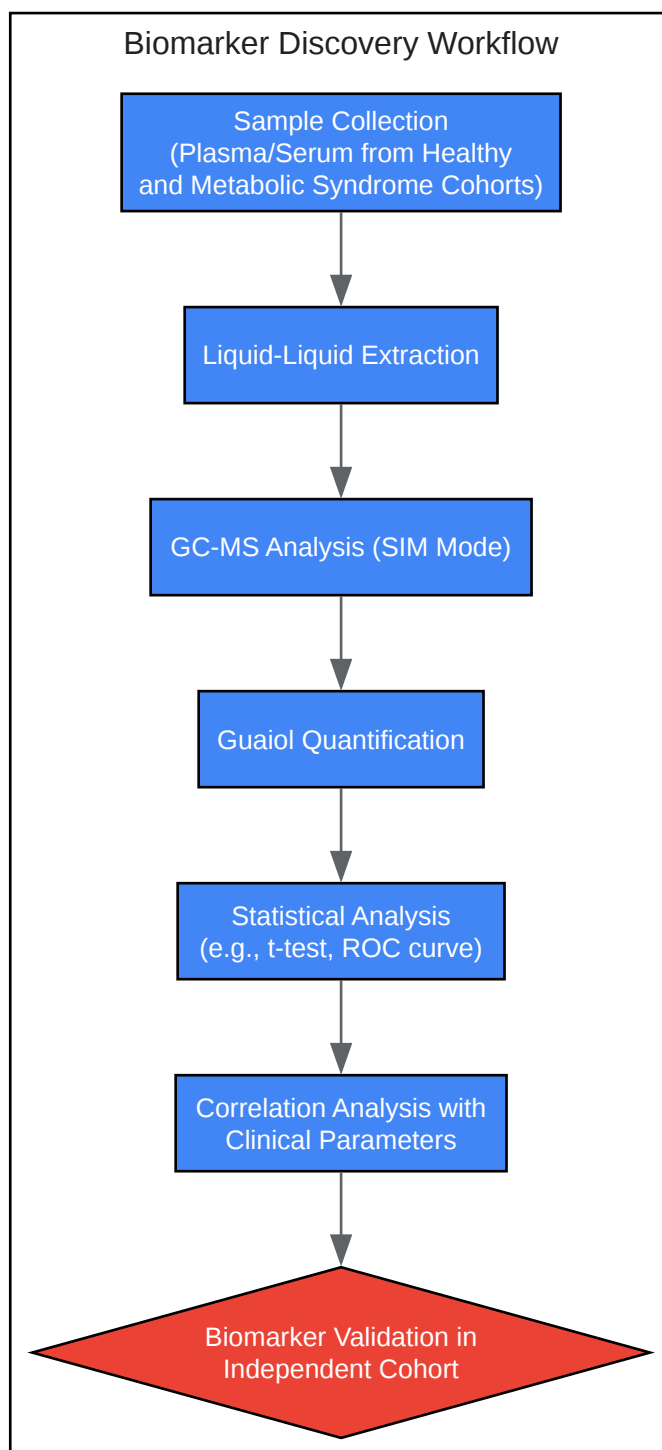 Biomarker Discovery Workflow
Sample Collection
(Plasma/Serum from Healthy
and Metabolic Syndrome Cohorts)
Liquid-Liquid Extraction
GC-MS Analysis (SIM Mode)
Guaiol Quantification
Statistical Analysis
(e.g., t-test, ROC curve)
Correlation Analysis with
Clinical Parameters
Biomarker Validation in
Independent Cohort